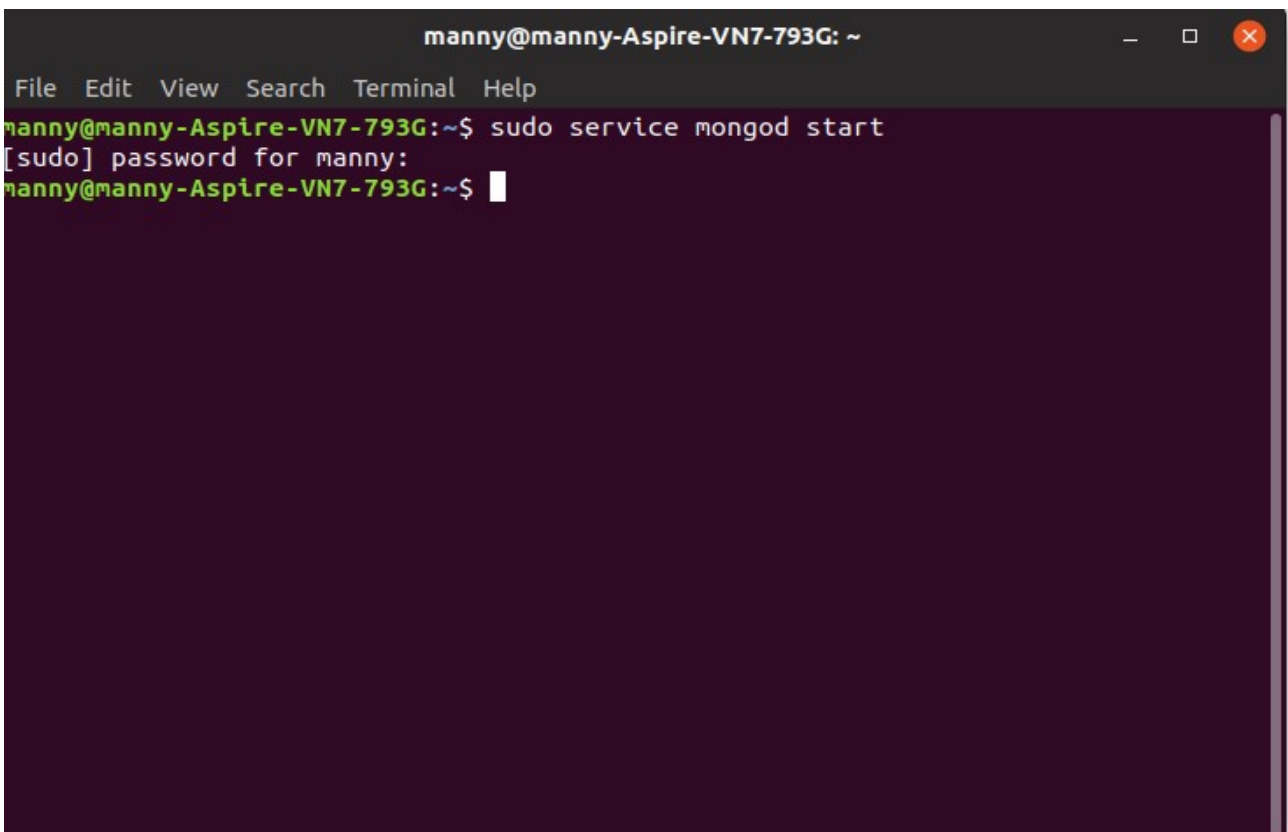 manny@manny-Aspire-VN7-793G: ~
File Edit View Search Terminal Help
manny@manny-Aspire-VN7-793G:~$ sudo service mongod start
[sudo] password for manny:
manny@manny-Aspire-VN7-793G:~$